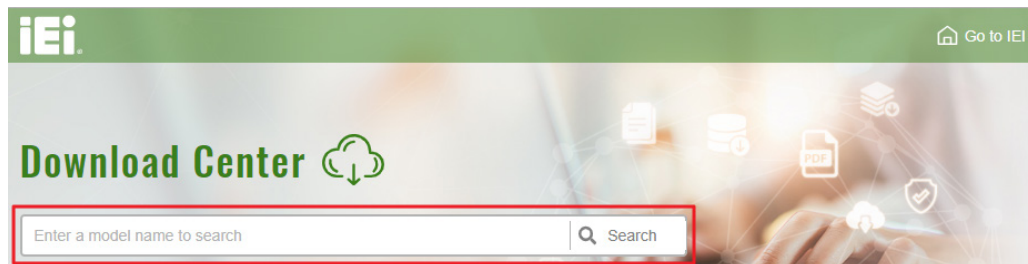 iEi
Go to IEI
Download Center
PDF
Enter a model name to search
Search